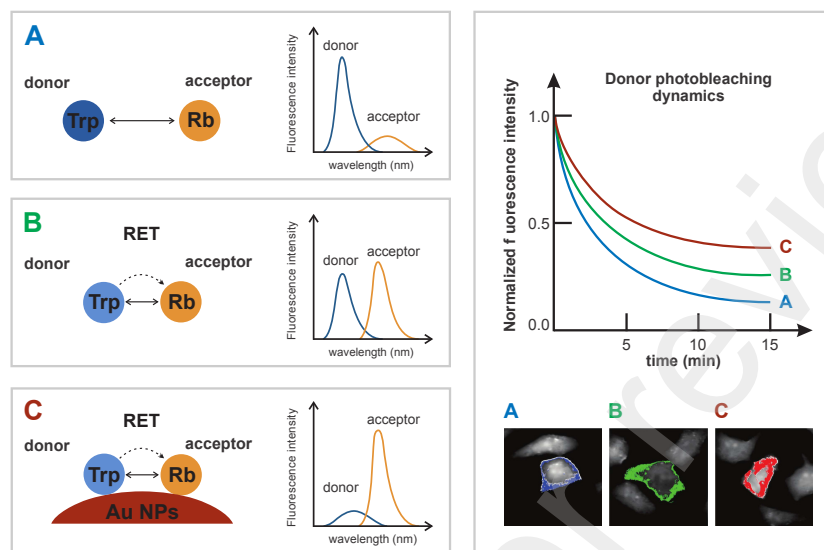 A
donor
acceptor
Trp
Rb
Fluorescence intensity
donor
acceptor
wavelength (nm)
B
RET
donor
acceptor
Trp
Rb
Fluorescence intensity
donor
acceptor
wavelength (nm)
C
RET
donor
acceptor
Trp
Rb
Au NPs
Fluorescence intensity
donor
acceptor
wavelength (nm)
Donor photobleaching
dynamics
Normalized f uorescence intensity
1.0
0.5
0.0
C
B
A
5
10
15
time (min)
A
B
C